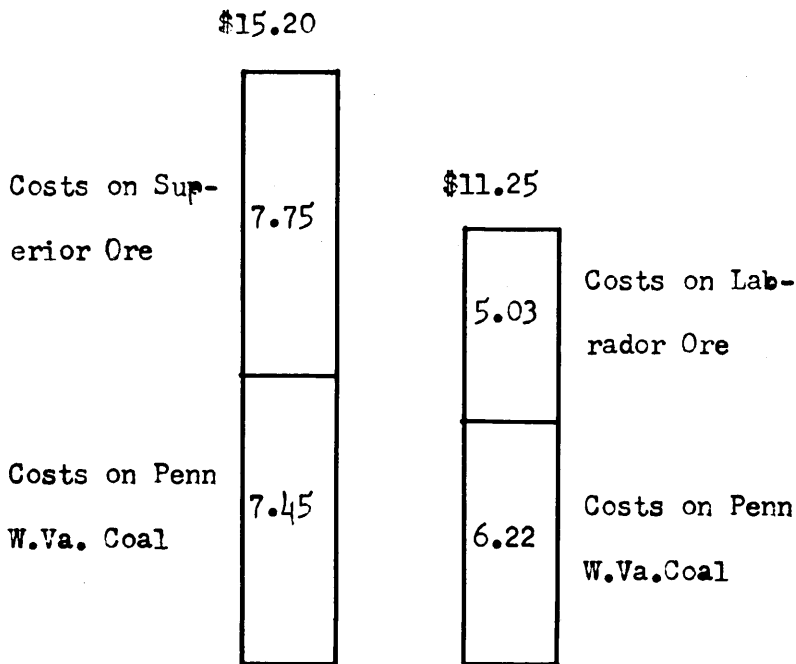 $15.20
Costs on Sup-
erior Ore
7.75
Costs on Penn
W.Va. Coal
7.45
$11.25
5.03
Costs on Lab-
rador Ore
6.22
Costs on Penn
W.Va.Coal